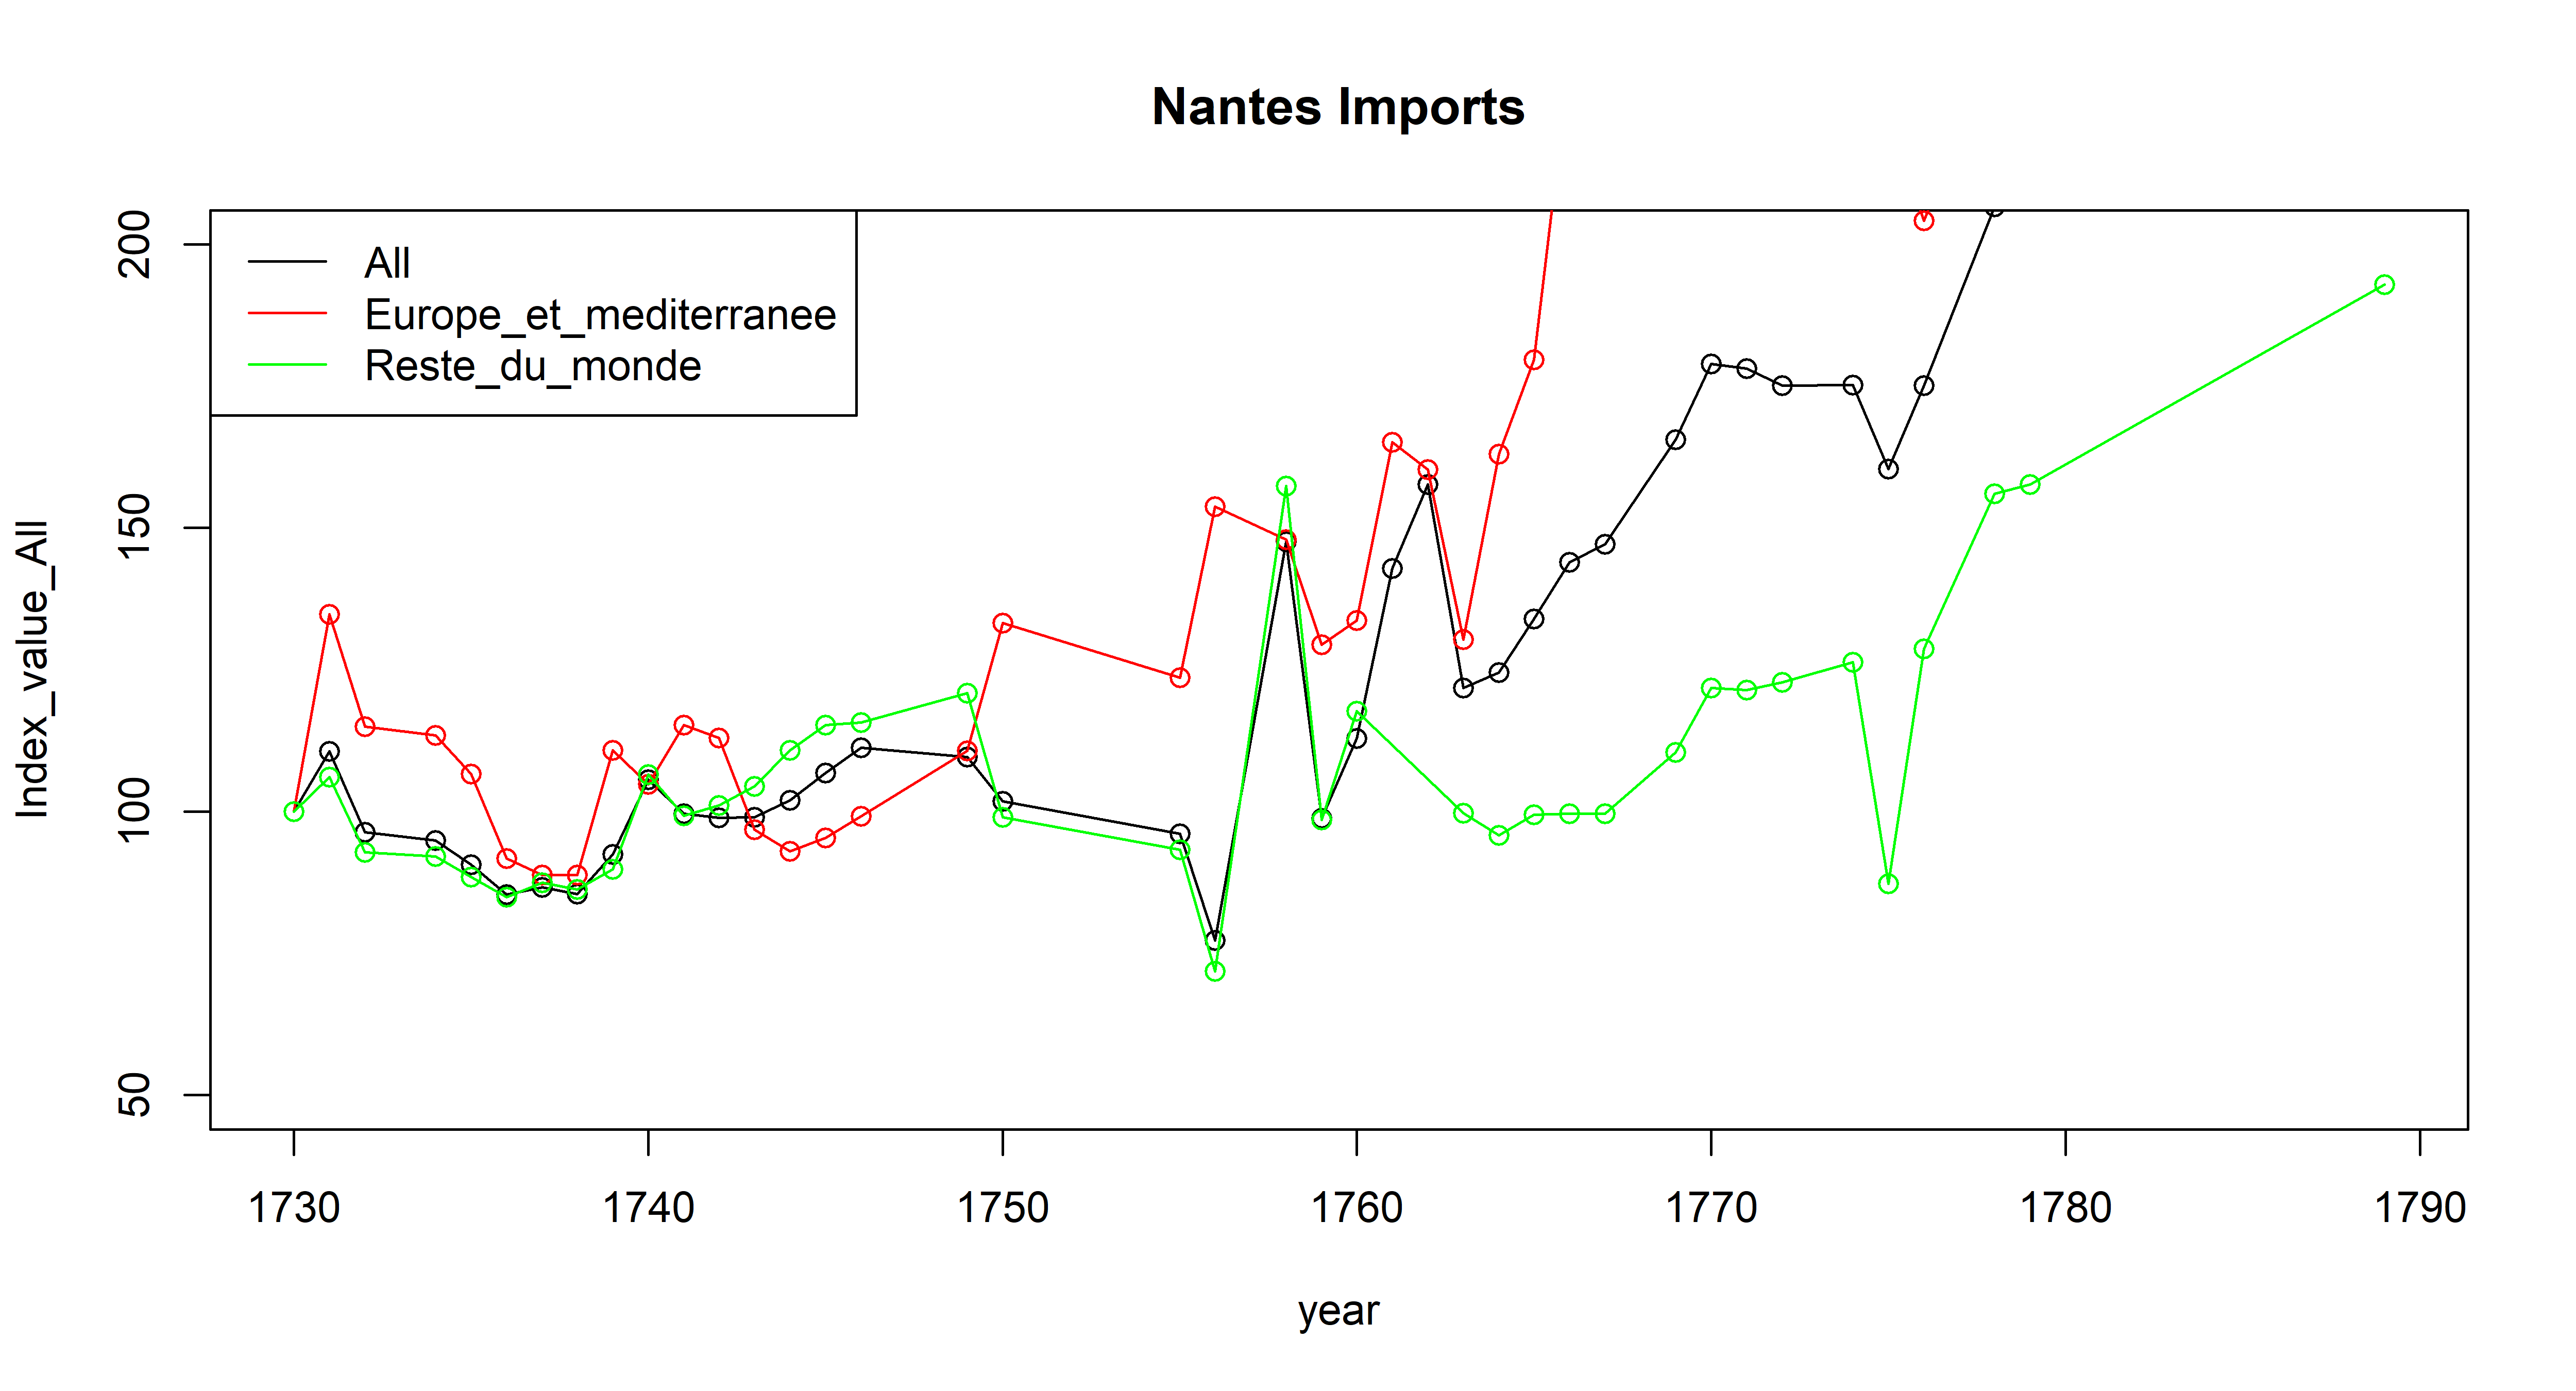 Nantes Imports
All
Europe_et_mediterranee
Reste_du_monde
Index_value_All
200
150
100
50
1730 1740 1750 1760 1770 1780 1790
year